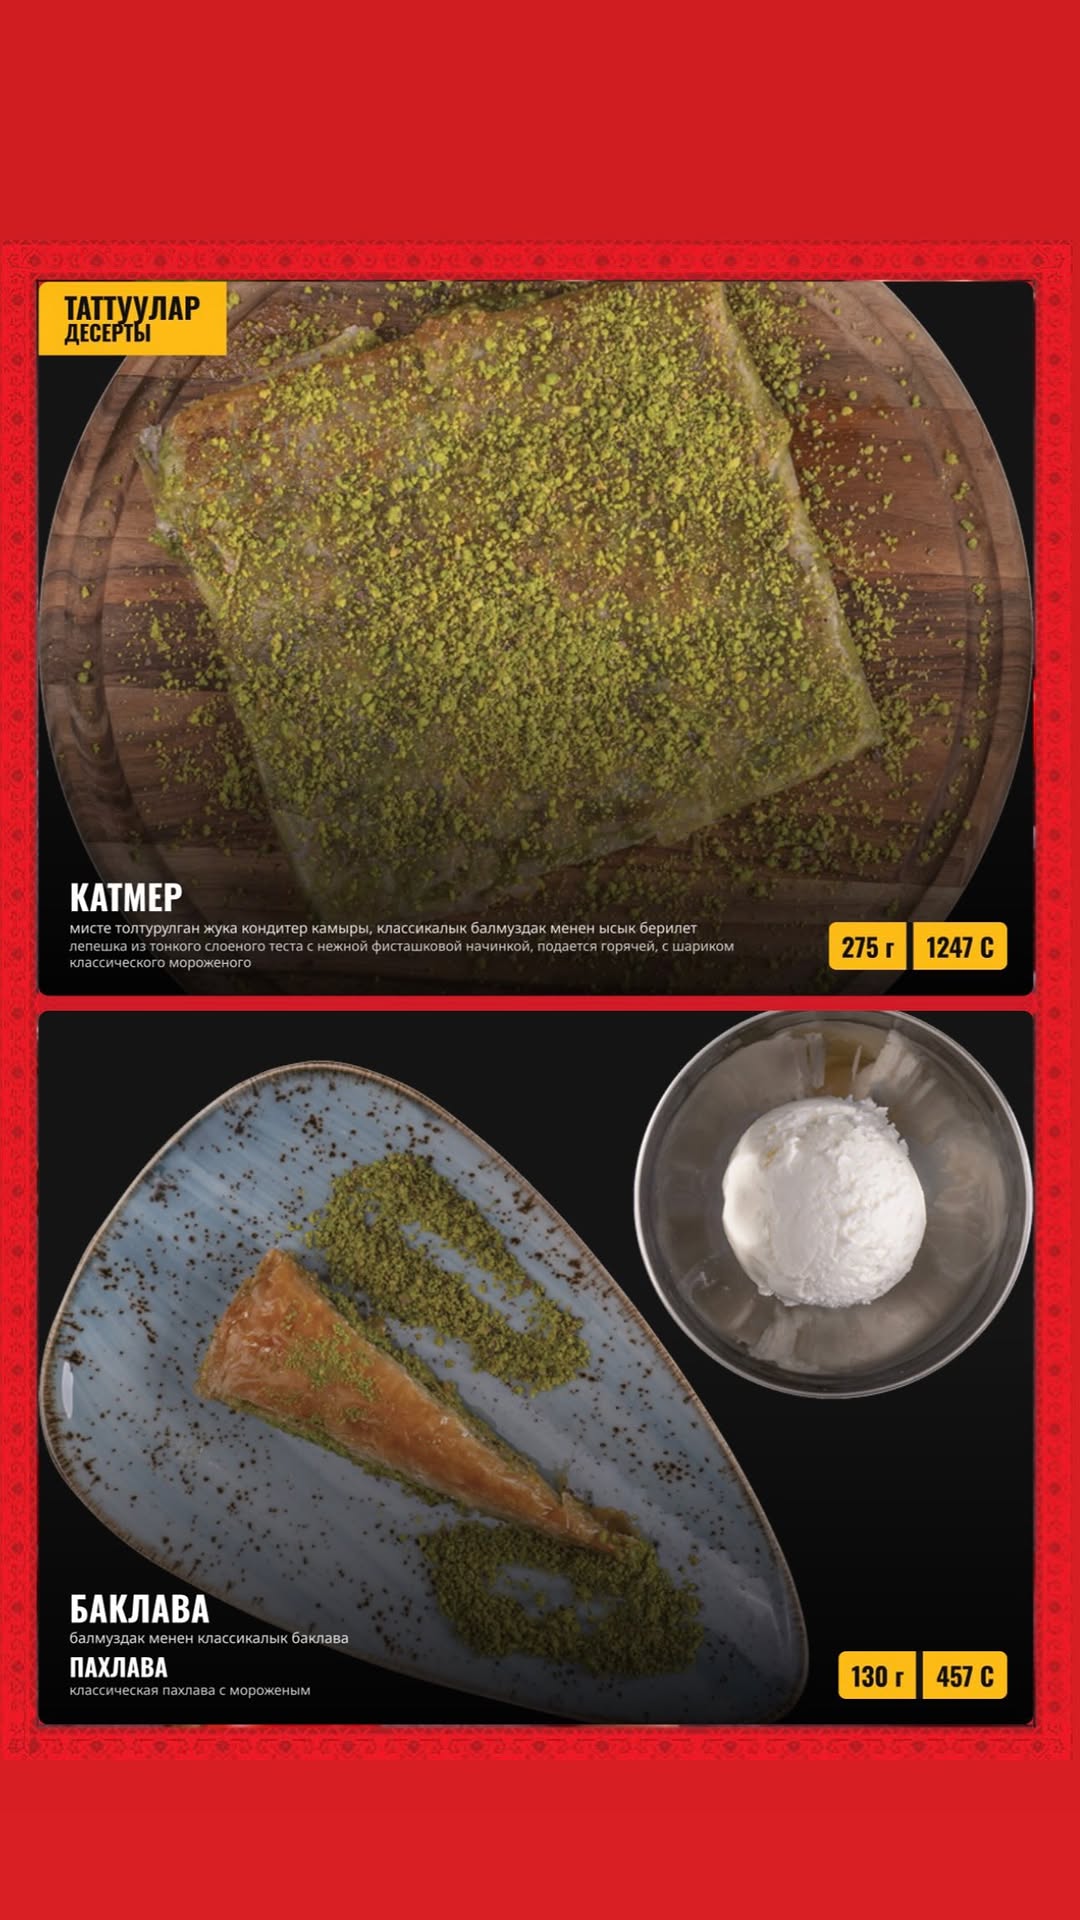 ТАТТУУЛАР
ДЕСЕРТЫ
КАТМЕР
мисте толтурулган жука кондитер камыры, классикалык балмуздак менен ысык берилет
лепешка из тонкого слоеного теста с нежной фисташковой начинкой, подается горячей, с шариком
классического мороженого
275 г 1247 С
БАКЛАВА
балмуздак менен классикалык баклава
ПАХЛАВА
классическая пахлава с мороженым
130 г 457 С